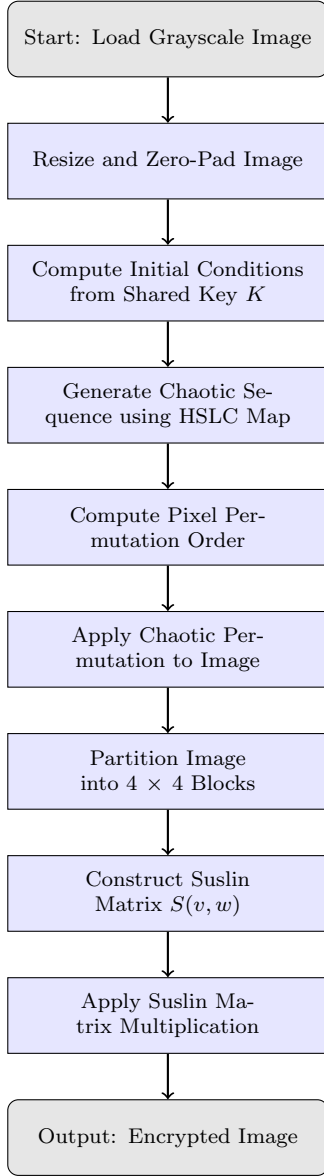 Start: Load Grayscale Image
Resize and Zero-Pad Image
Compute Initial Conditions
from Shared Key K
Generate Chaotic Se-
quence using HSLC Map
Compute Pixel Per-
mutation Order
Apply Chaotic Per-
mutation to Image
Partition Image
into 4 × 4 Blocks
Construct Suslin
Matrix S(v, w)
Apply Suslin Ma-
trix Multiplication
Output: Encrypted Image